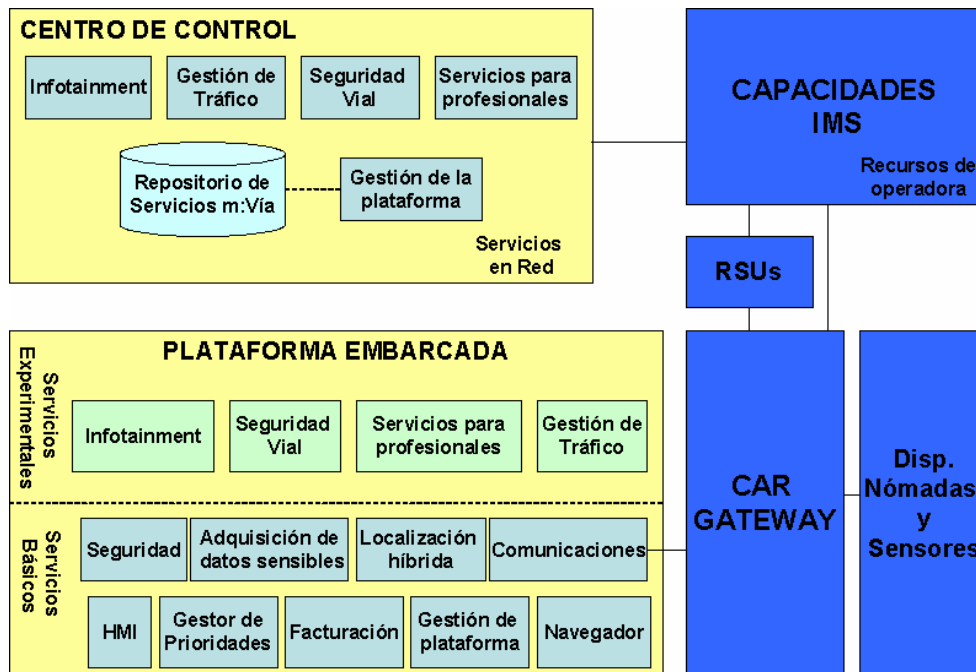 CENTRO DE CONTROL
Infotainment
Gestión de
Tráfico
Seguridad
Vial
Servicios para
profesionales
Repositorio de
Servicios m:Vía
Gestión de la
plataforma
Servicios
en Red
CAPACIDADES
IMS
Recursos de
operadora
RSUs
PLATAFORMA EMBARCADA
Servicios
Experimentales
Infotainment
Seguridad
Vial
Servicios para
profesionales
Gestión de
Tráfico
Servicios
Básicos
Seguridad
Adquisición de
datos sensibles
Localización
híbrida
Comunicaciones
HMI
Gestor de
Prioridades
Facturación
Gestión de
plataforma
Navegador
CAR
GATEWAY
Disp.
Nómadas
y
Sensores